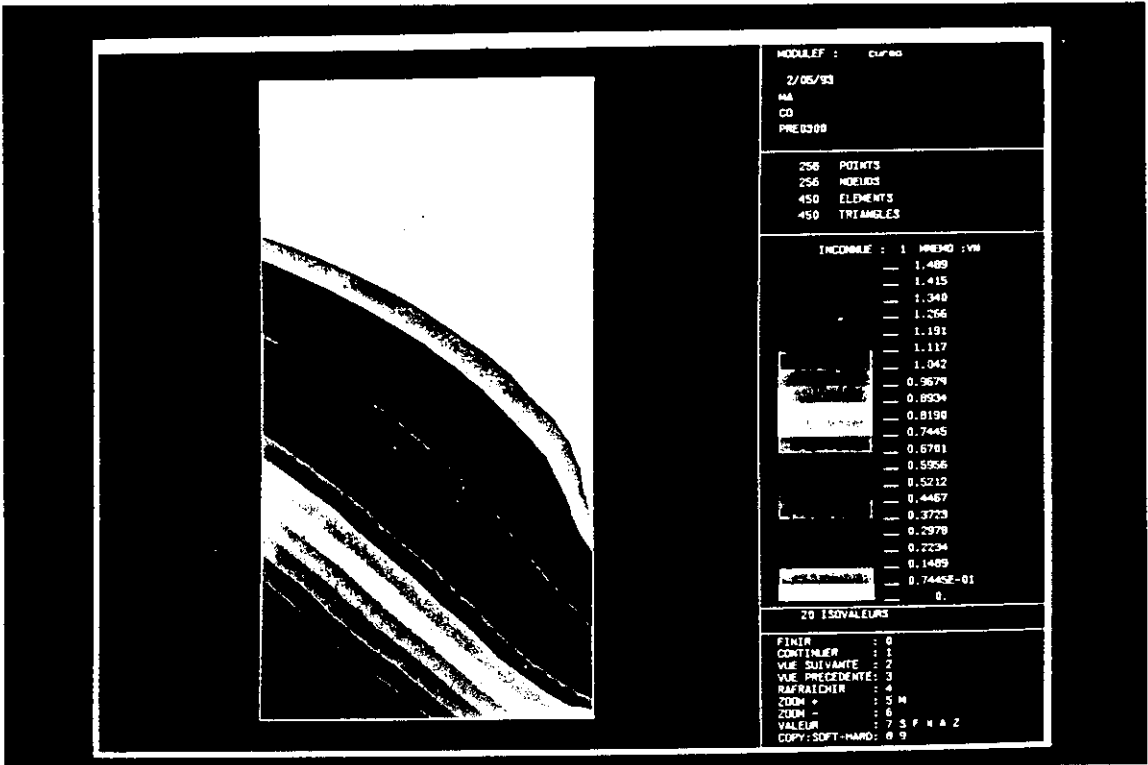 MODULEF :
2/06/93
MA
CO
PRE0300
256 POINTS
256 NOEUDS
450 ELEMENTS
450 TRIANGLES
INCONNUE : 1 MNEMO :VN
1.489
1.415
1.340
1.266
1.191
1.117
1.042
0.9679
0.8934
0.8190
0.7445
0.6701
0.5956
0.5212
0.4467
0.3723
0.2978
0.2234
0.1489
0.7445E-01
0.
20 ISOVALEURS
FINIR : 0
CONTINUER : 1
VUE SUIVANTE : 2
VUE PRECEDENTE: 3
RAFRAICHIR : 4
ZOOM + : 5 M
ZOOM - : 6
VALEUR : 7 S F X A Z
COPY:SOFT-HARD: 8 9